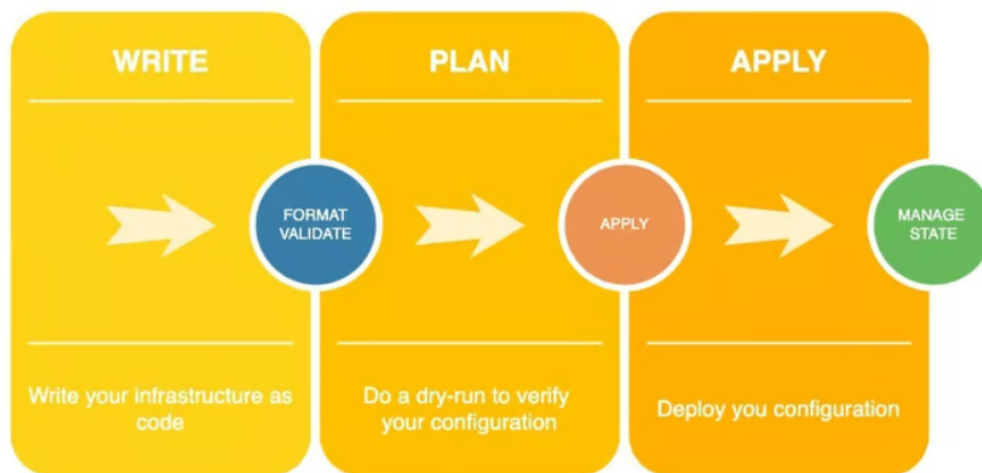 WRITE
PLAN
APPLY
FORMAT
VALIDATE
APPLY
MANAGE
STATE
Write your infrastructure as
code
Do a dry-run to verify
your configuration
Deploy you configuration